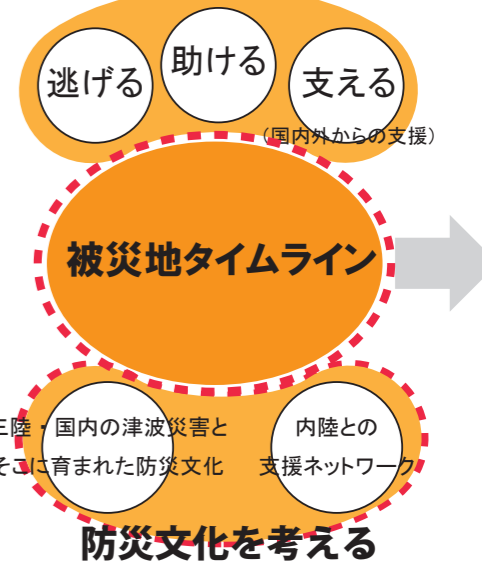 逃げる
助ける
支える
(国内外からの支援)
被災地タイムライン
三陸・国内の津波災害と
そこに育まれた防災文化
内陸との
支援ネットワーク
防災文化を考える